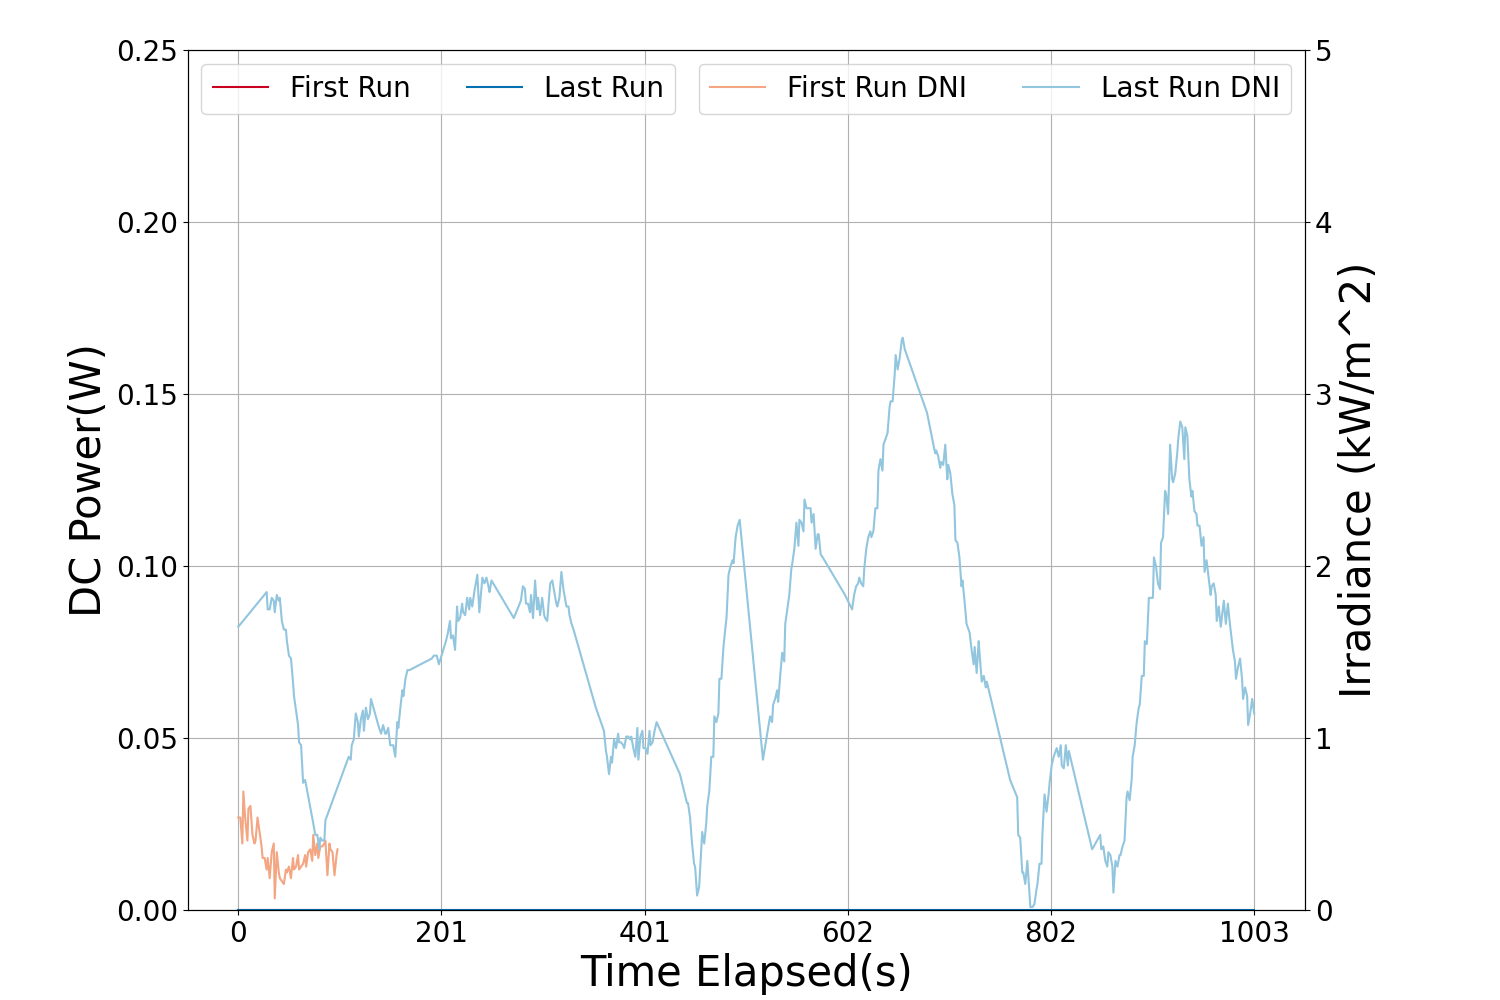 First Run
Last Run
First Run DNI
Last Run DNI
0.25
0.20
0.15
0.10
0.05
0.00
DC Power(W)
5
4
3
2
1
0
Irradiance (kW/m^2)
0
201
401
602
802
1003
Time Elapsed(s)